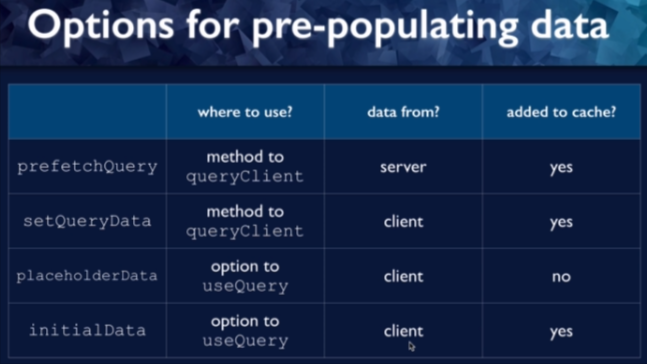 Options for pre-populating data
where to use? data from? added to cache?
prefetchQuery method to queryClient server yes
setQueryData method to queryClient client yes
placeholderData option to useQuery client no
initialData option to useQuery client yes